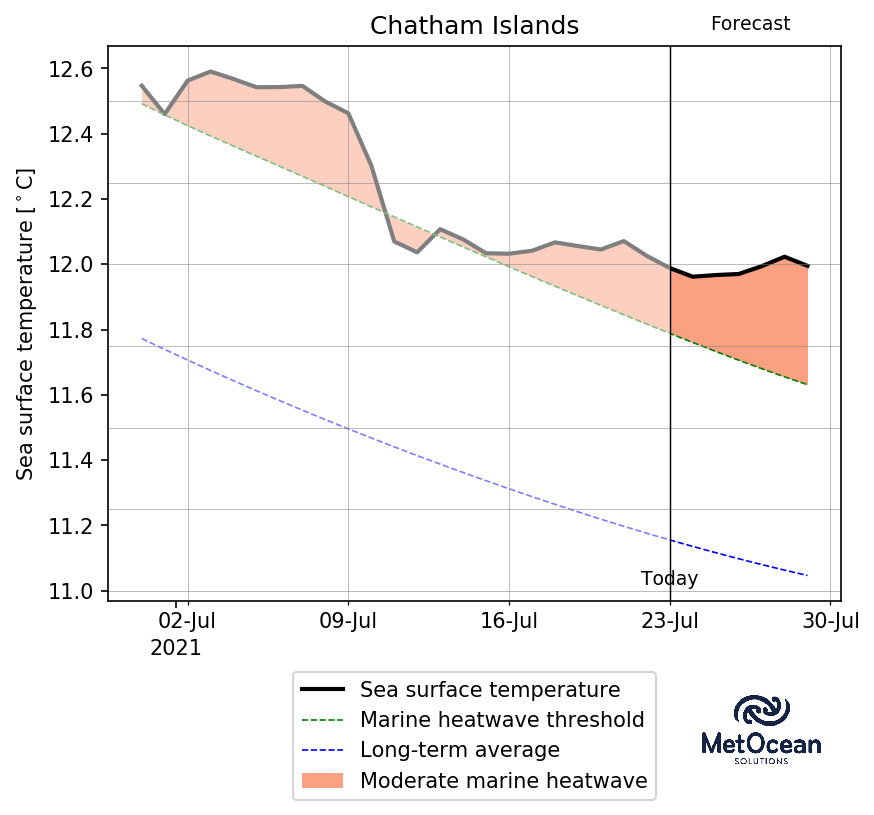 Chatham Islands
Forecast
Sea surface temperature [°C]
12.6
12.4
12.2
12.0
11.8
11.6
11.4
11.2
11.0
Today
02-Jul
09-Jul
16-Jul
23-Jul
30-Jul
2021
Sea surface temperature
Marine heatwave threshold
Long-term average
Moderate marine heatwave
MetOcean
SOLUTIONS